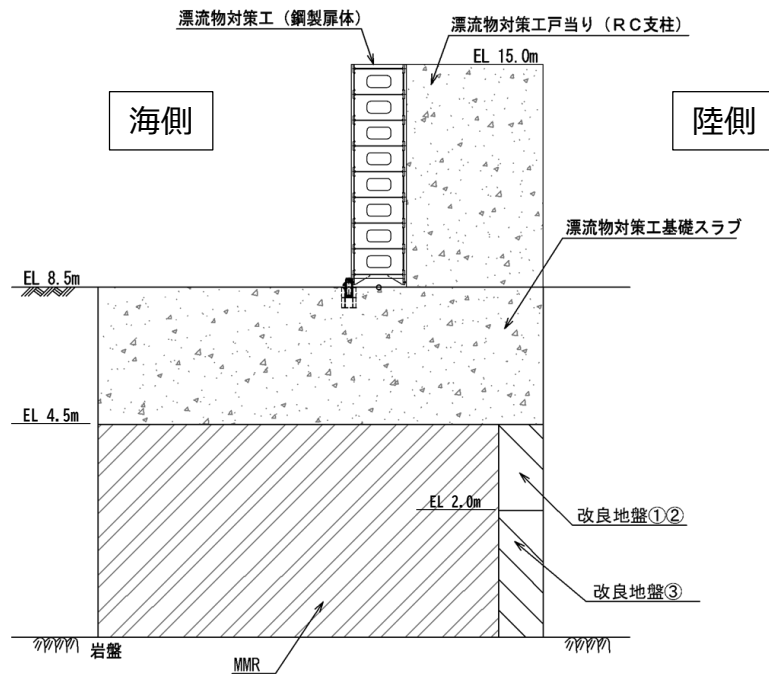 漂流物対策工（鋼製扉体）
漂流物対策工戸当り（ＲＣ支柱）
EL 15.0m
海側
陸側
漂流物対策工基礎スラブ
EL 8.5m
EL 4.5m
EL 2.0m
改良地盤①②
改良地盤③
岩盤
MMR